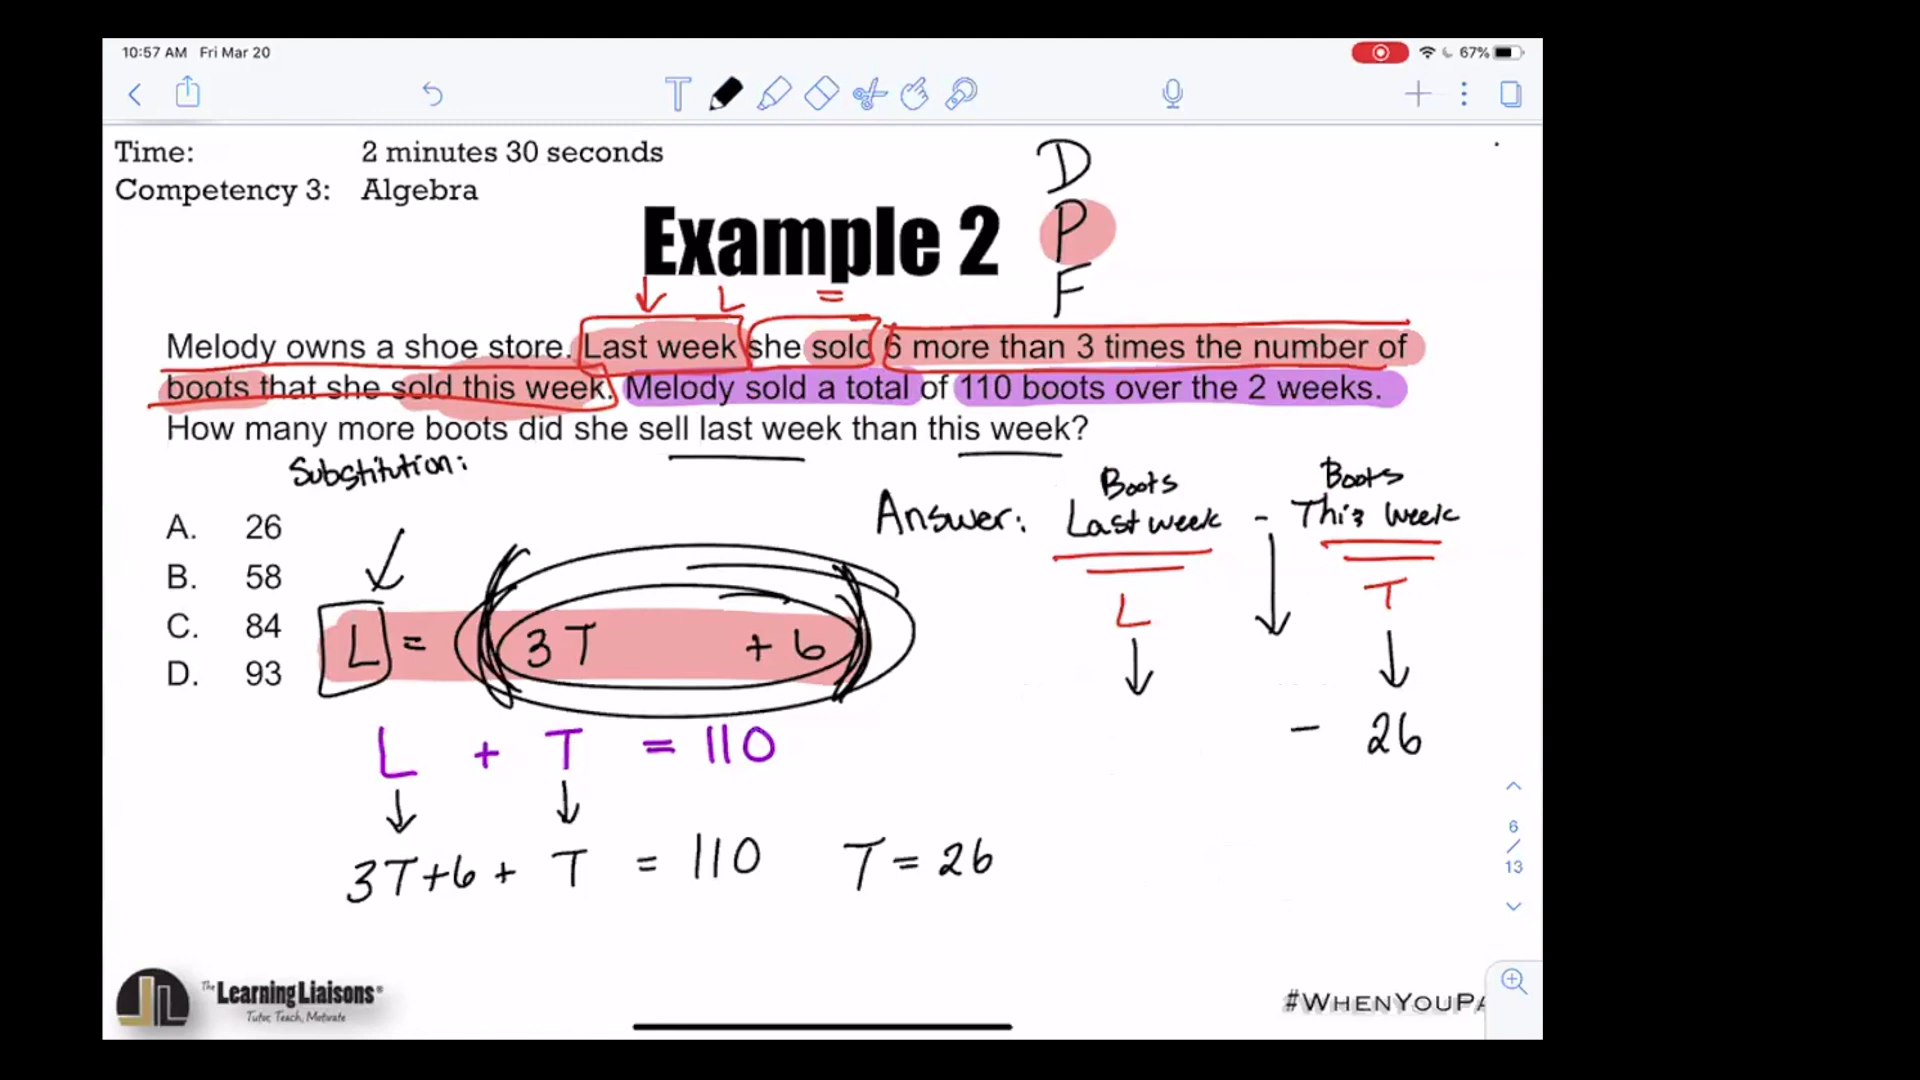 10:57 AM Fri Mar 20
67%
Time: 2 minutes 30 seconds
Competency 3: Algebra
D
P
F
Example 2
L =
Melody owns a shoe store. Last week she sold 6 more than 3 times the number of
boots that she sold this week. Melody sold a total of 110 boots over the 2 weeks.
How many more boots did she sell last week than this week?
Substitution:
A. 26
B. 58
C. 84
D. 93
Answer: Boots Last week - Boots This week
L T
L = (3T + 6)
- 26
L + T = 110
3T+6+ T = 110 T = 26
6
/
13
The Learning Liaisons®
Tutor, Teach, Motivate
#WHENYOUPA